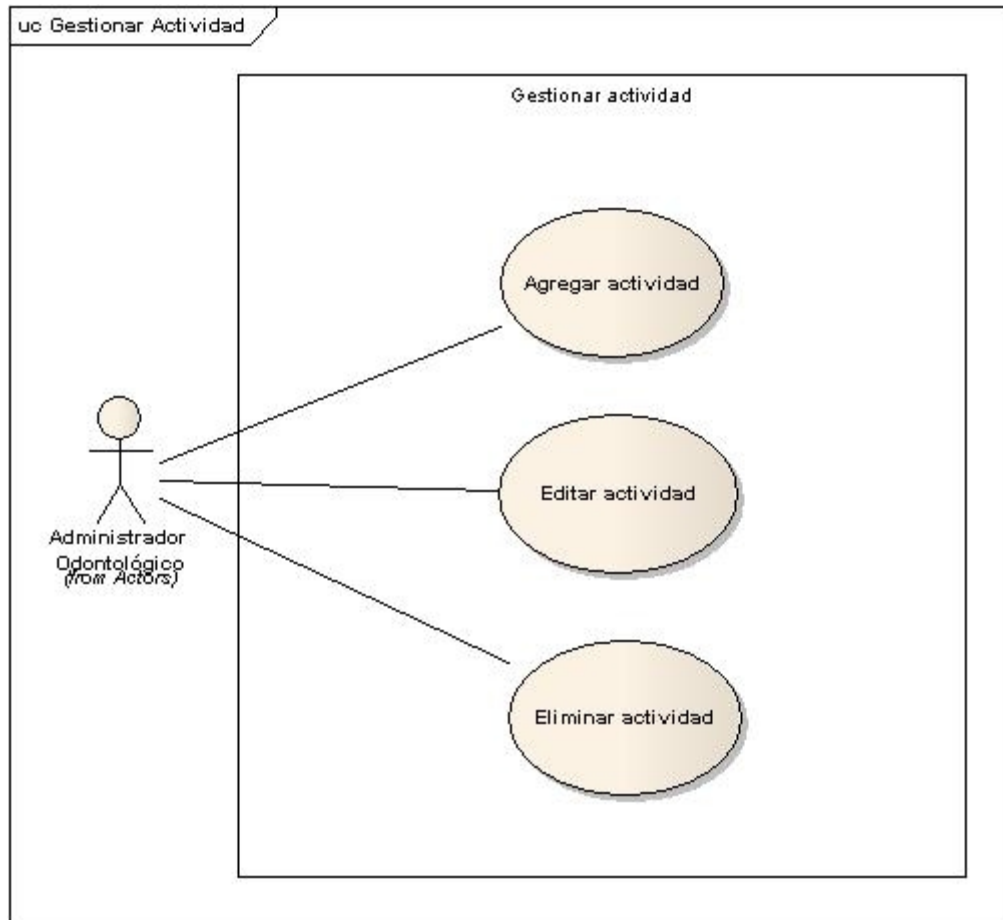 uc Gestionar Actividad
Gestionar actividad
Agregar actividad
Editar actividad
Administrador
Odontológico
(from Actors)
Eliminar actividad